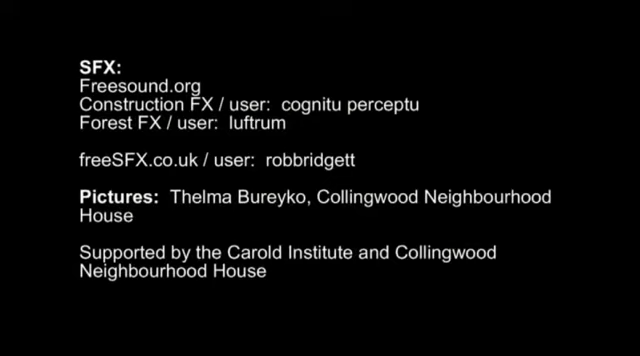 SFX:
Freesound.org
Construction FX / user:  cognitu perceptu
Forest FX / user:  luftrum
freeSFX.co.uk / user:  robbridgett
Pictures:  Thelma Bureyko, Collingwood Neighbourhood
House
Supported by the Carold Institute and Collingwood
Neighbourhood House